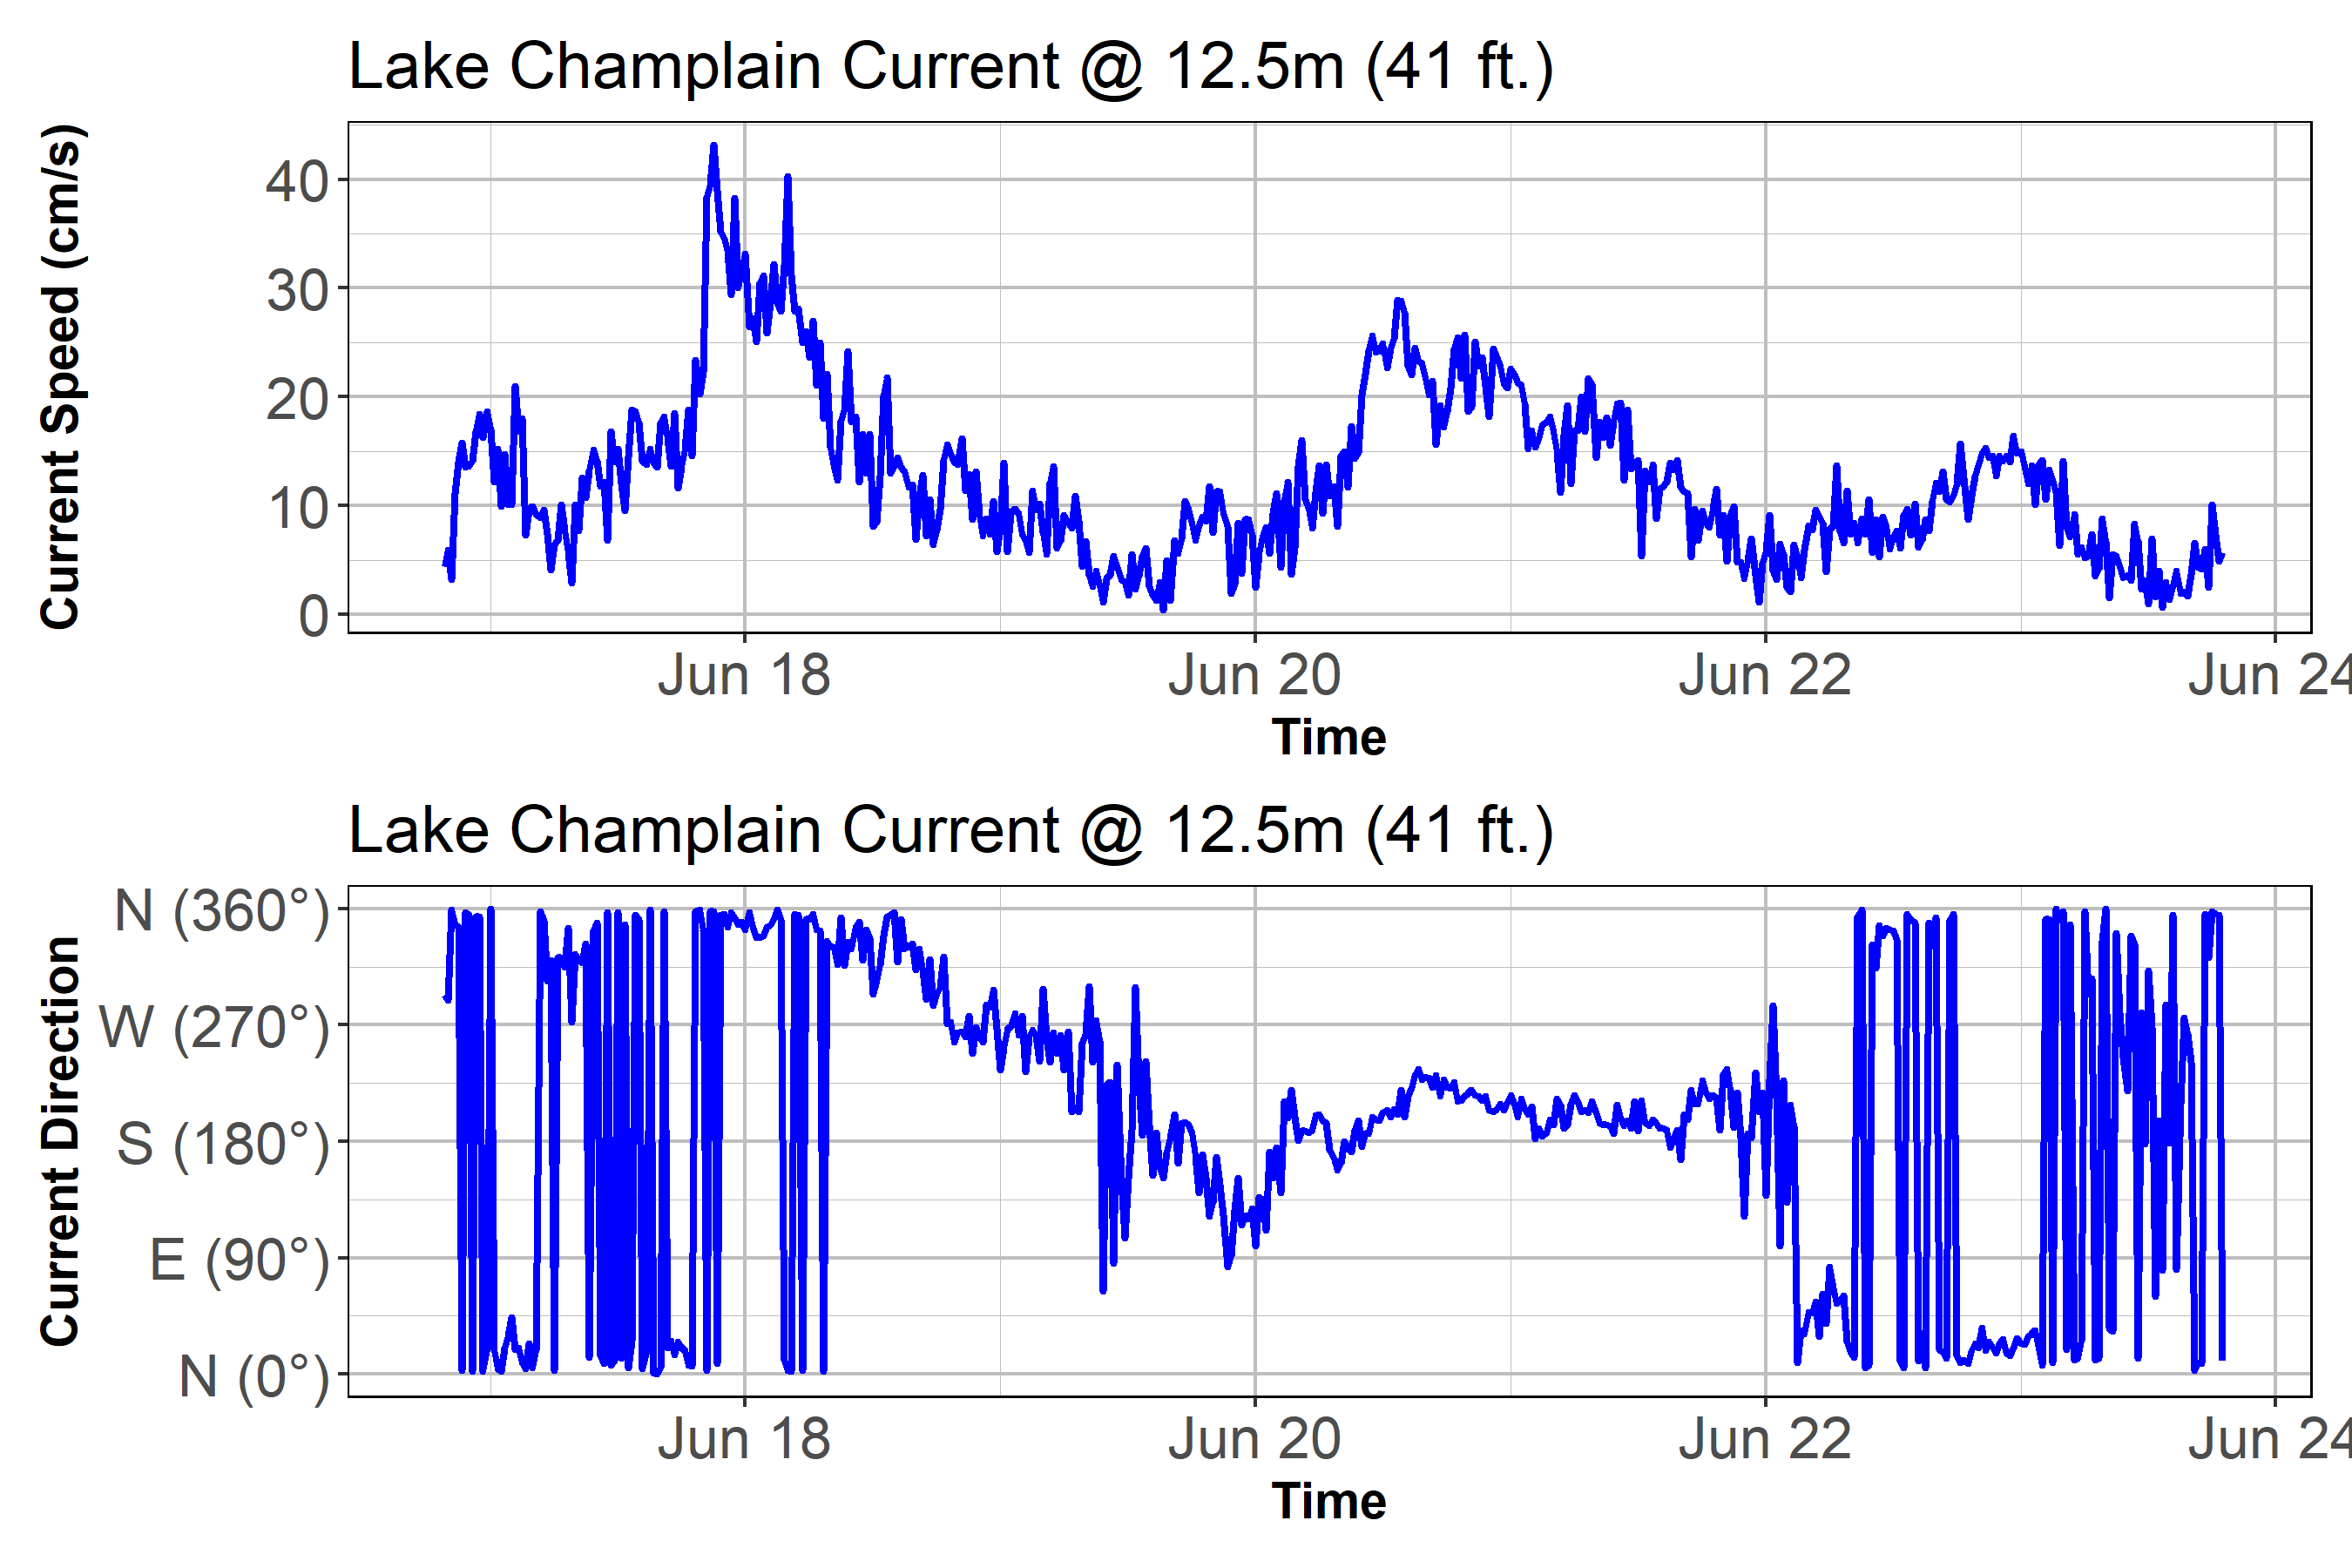 Lake Champlain Current @ 12.5m (41 ft.)
Current Speed (cm/s)
40
30
20
10
0
Jun 18 Jun 20 Jun 22 Jun 24
Time
Lake Champlain Current @ 12.5m (41 ft.)
Current Direction
N (360°)
W (270°)
S (180°)
E (90°)
N (0°)
Jun 18 Jun 20 Jun 22 Jun 24
Time